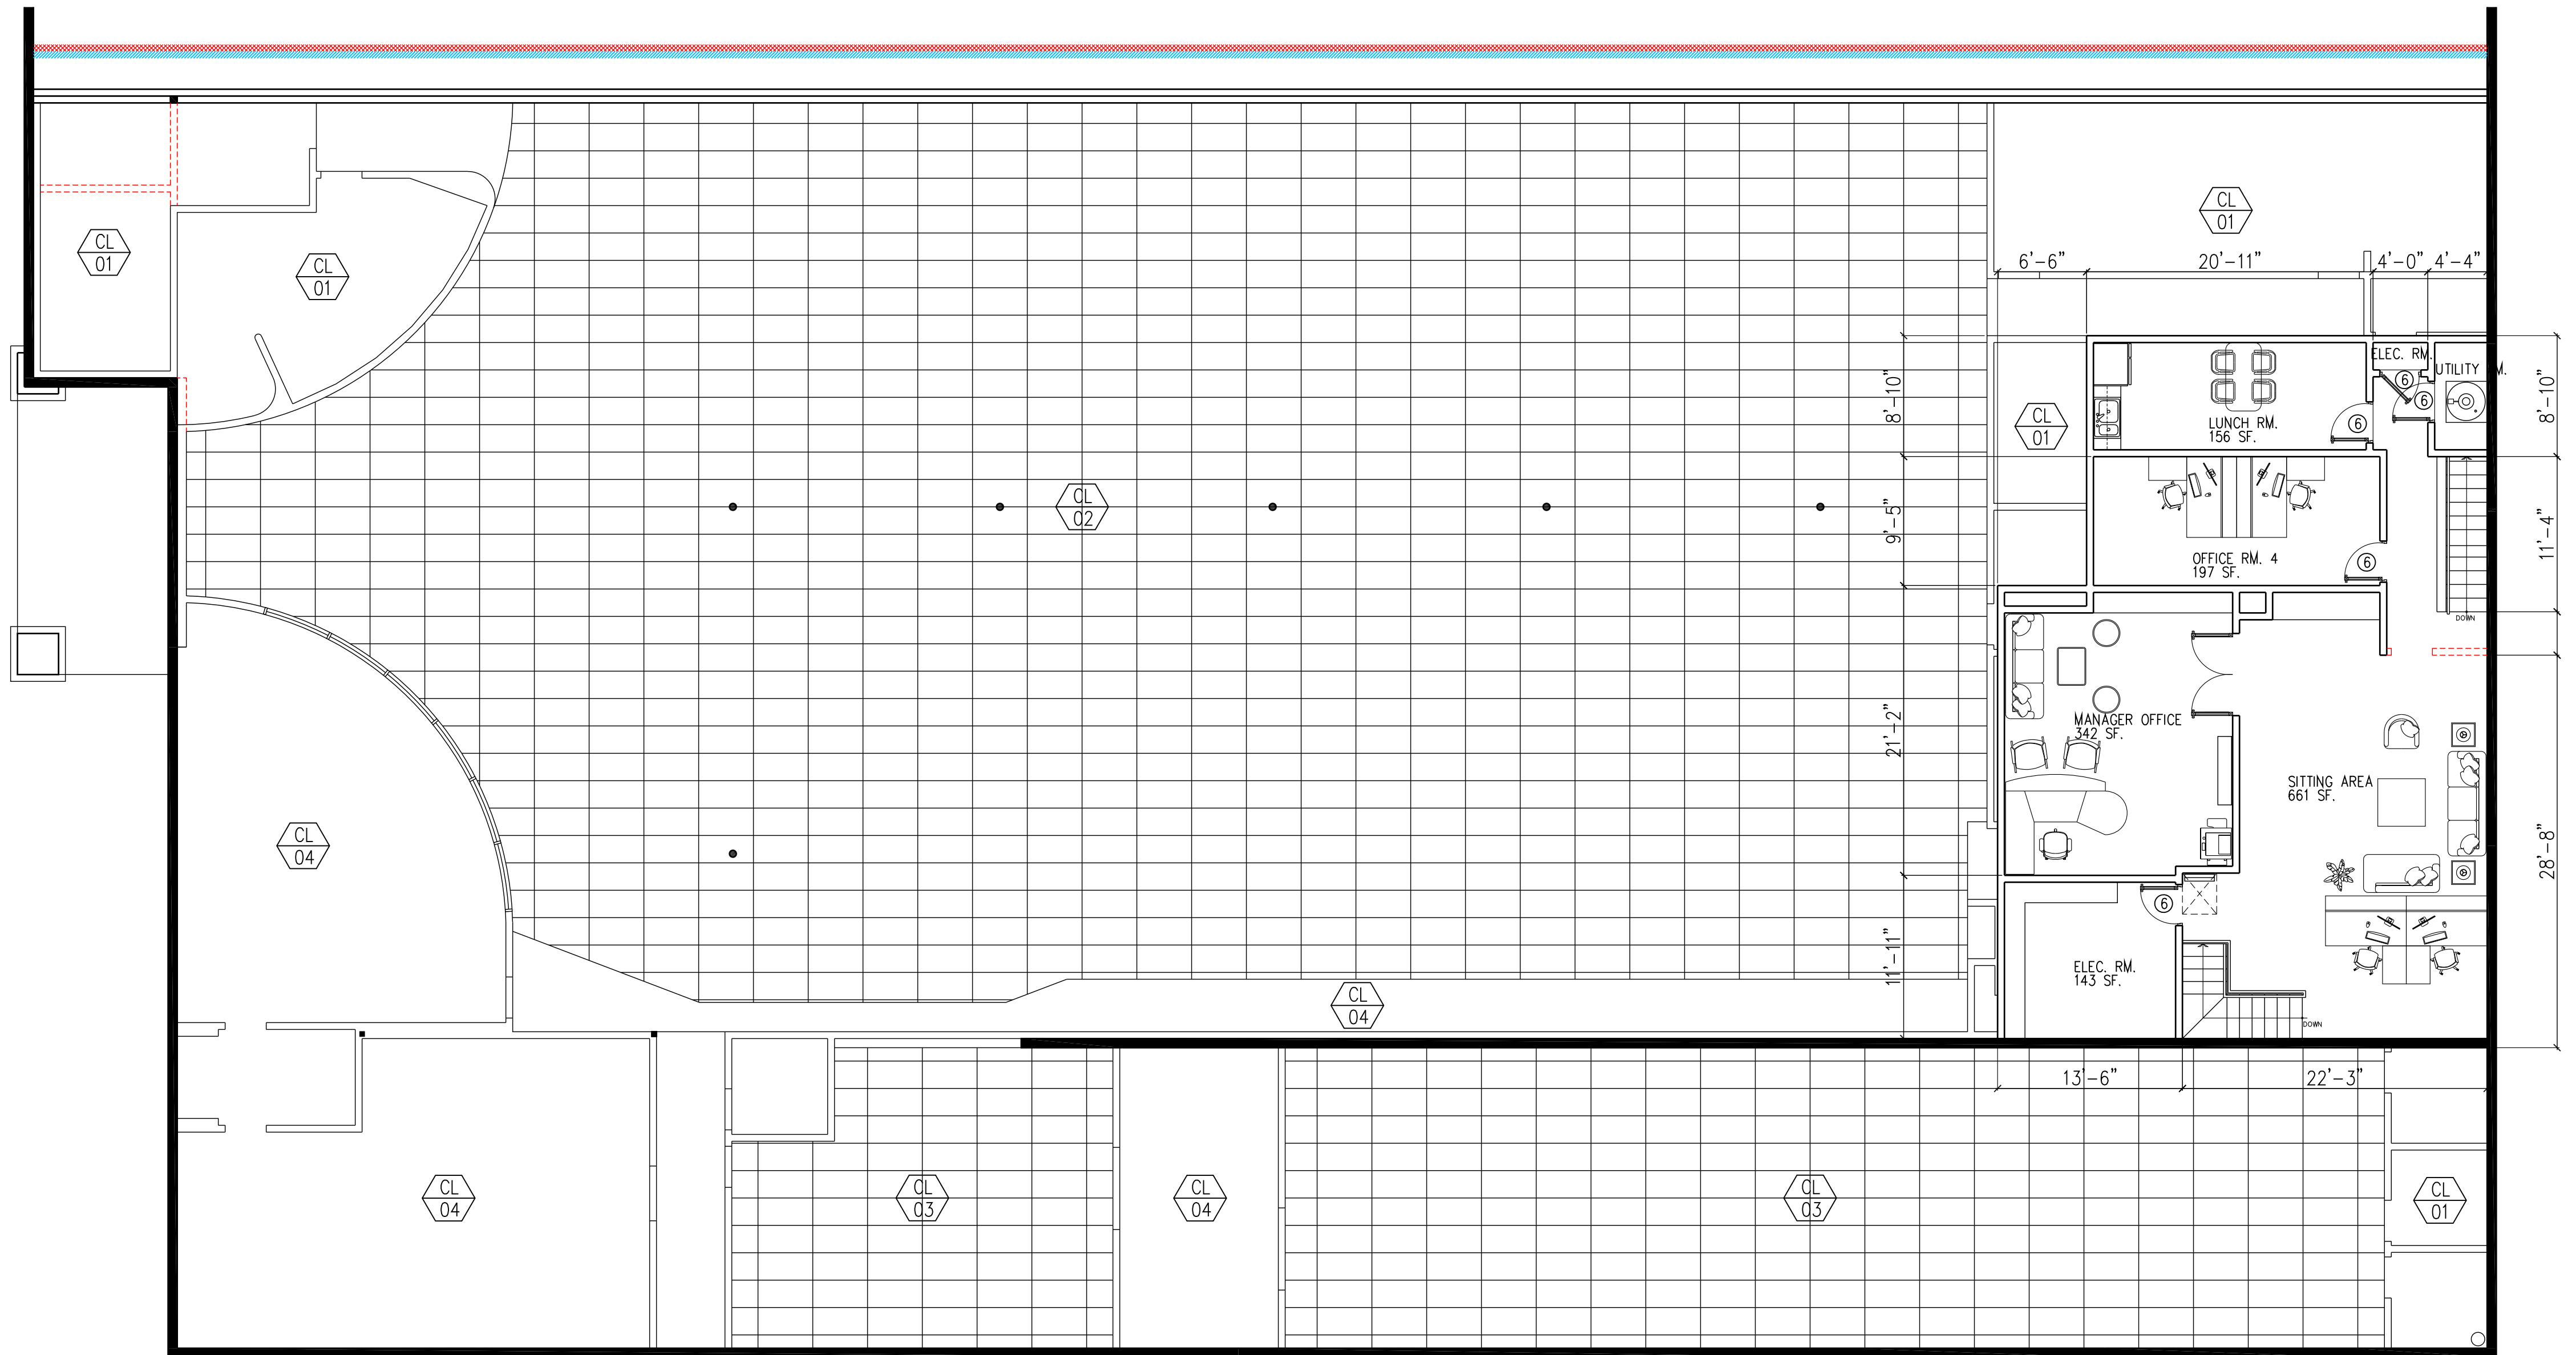 CL
01
6'-6"
20'-11"
4'-0"
4'-4"
CL
01
CL
01
ELEC. RM.
UTILITY
M.
6
6
8'-10"
8'-10"
CL
01
LUNCH RM.
156 SF.
6
CL
02
9'-5"
11'-4"
OFFICE RM. 4
197 SF.
6
DOWN
21'-2"
MANAGER OFFICE
342 SF.
SITTING AREA
661 SF.
CL
04
28'-8"
6
X
11'-11"
ELEC. RM.
143 SF.
CL
04
DOWN
13'-6"
22'-3"
CL
04
CL
03
CL
04
CL
03
CL
01